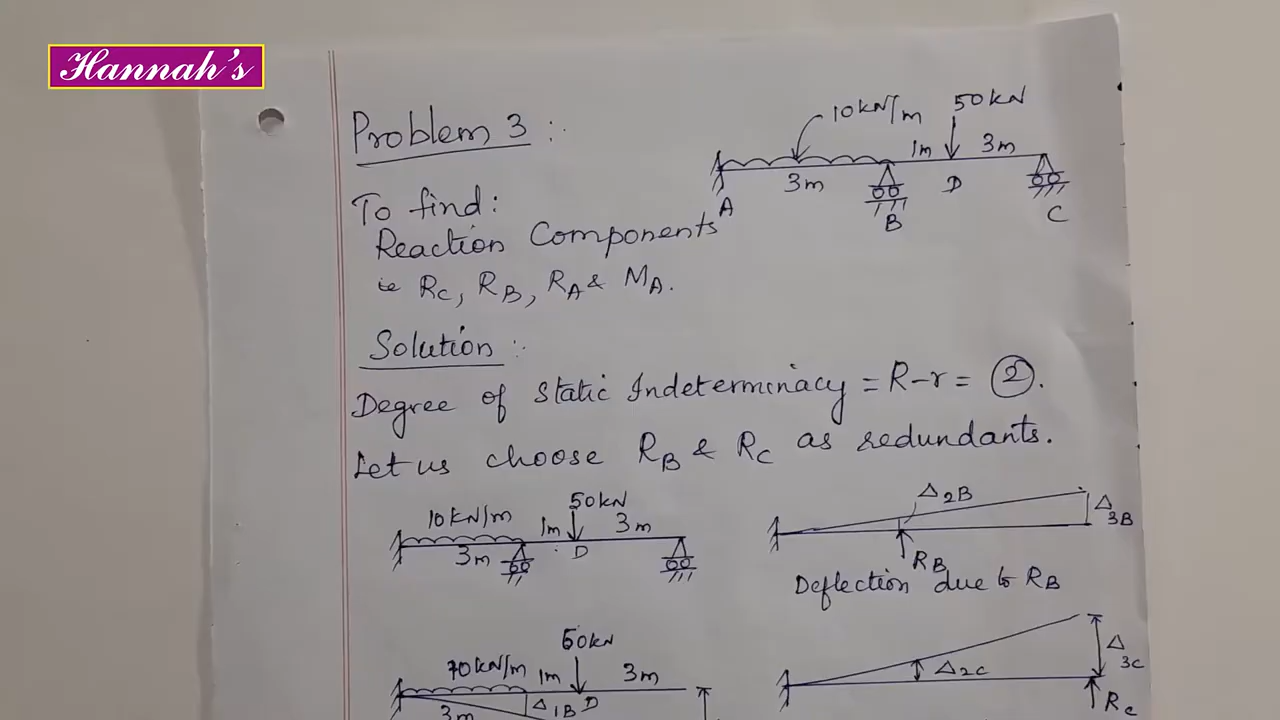 Hannah's
Problem 3 :-
10kN/m
50kN
1m
3m
3m
D
A
B
C
To find:
Reaction Components
ie Rc, RB, RA & MA.
Solution :-
Degree of Static Indeterminacy = R-r = 2.
Let us choose RB & Rc as redundants.
10kN/m
50kN
1m
3m
3m
D
Δ2B
Δ3B
RB
Deflection due to RB
50kN
10kN/m
1m
3m
3m
Δ1B
D
Δ2C
Δ3C
Rc